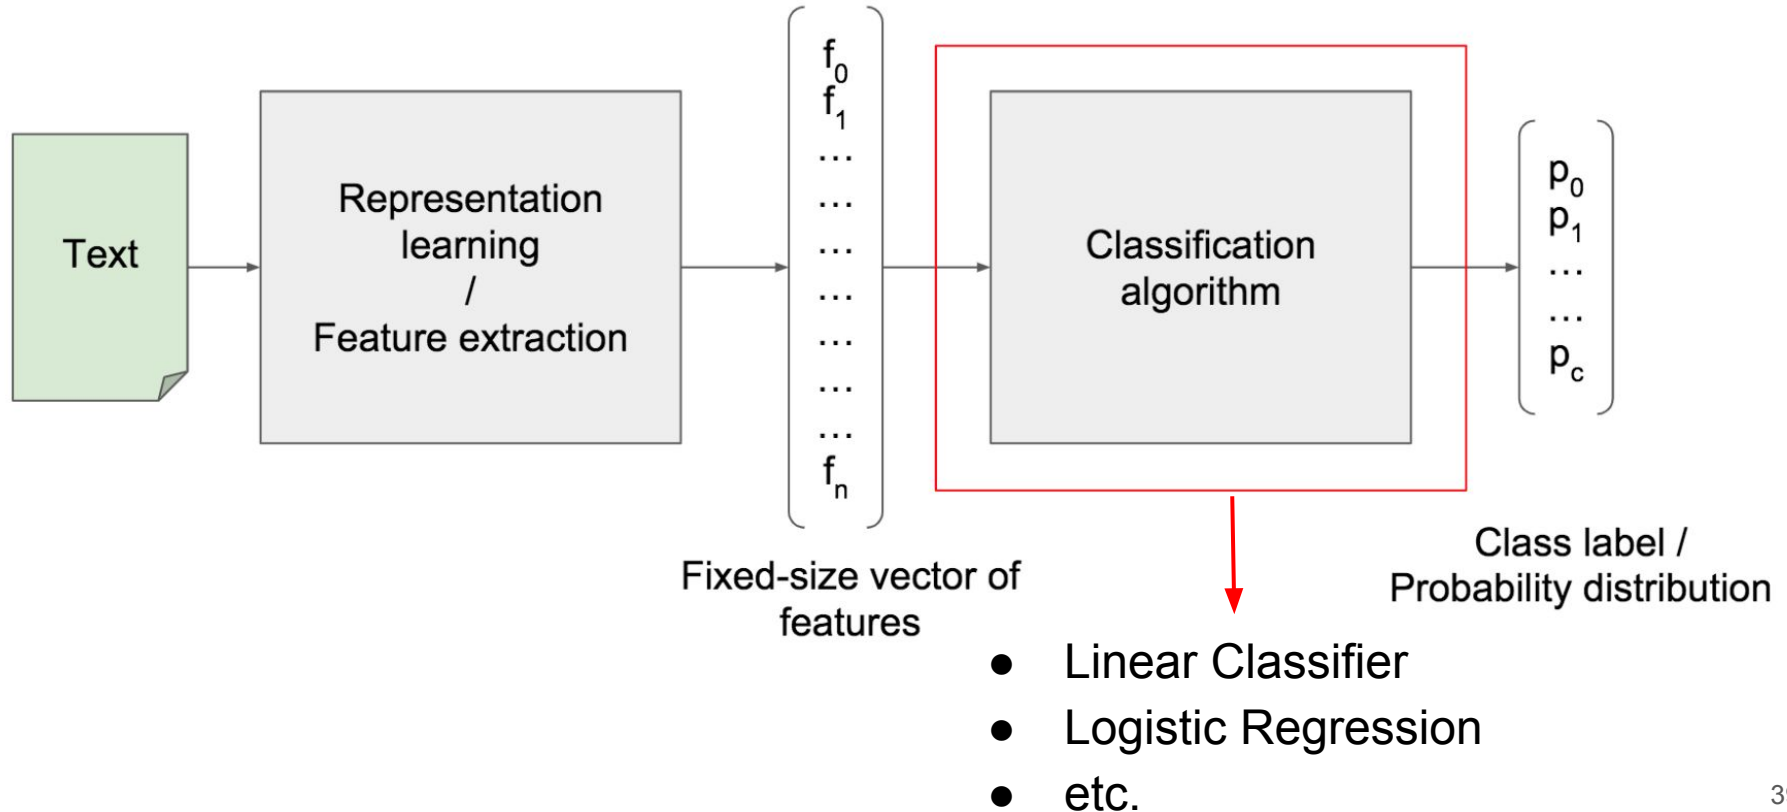 Text
Representation
learning
/
Feature extraction
f0
f1
...
...
...
...
...
...
...
fn
Fixed-size vector of
features
Classification
algorithm
p0
p1
...
...
pc
Class label /
Probability distribution
● Linear Classifier
● Logistic Regression
● etc.